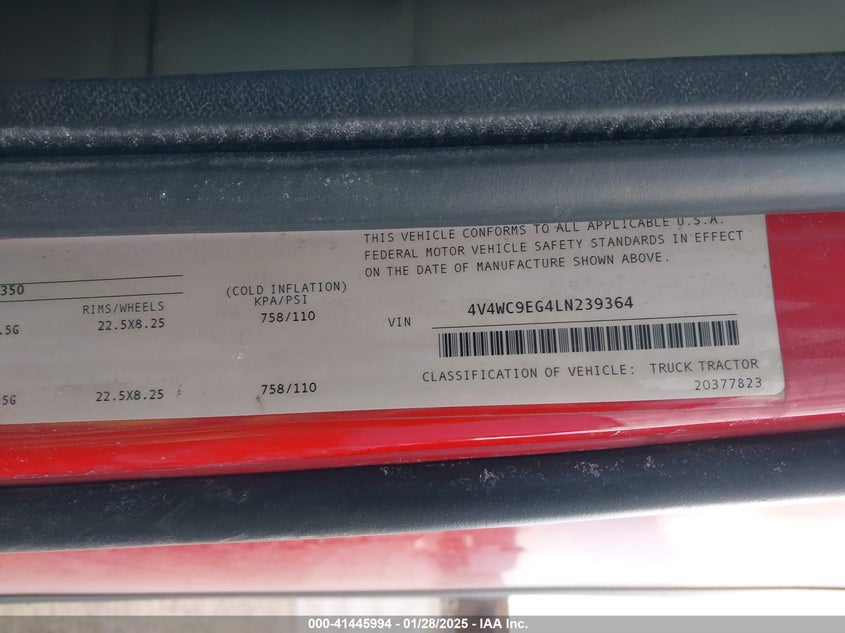 THIS VEHICLE CONFORMS TO ALL APPLICABLE U.S.A.
FEDERAL MOTOR VEHICLE SAFETY STANDARDS IN EFFECT
ON THE DATE OF MANUFACTURE SHOWN ABOVE.
350
RIMS/WHEELS
(COLD INFLATION)
KPA/PSI
.5G 22.5X8.25 758/110
VIN 4V4WC9EG4LN239364
.5G 22.5X8.25 758/110
CLASSIFICATION OF VEHICLE: TRUCK TRACTOR
20377823
000-41445994 - 01/28/2025 - IAA Inc.